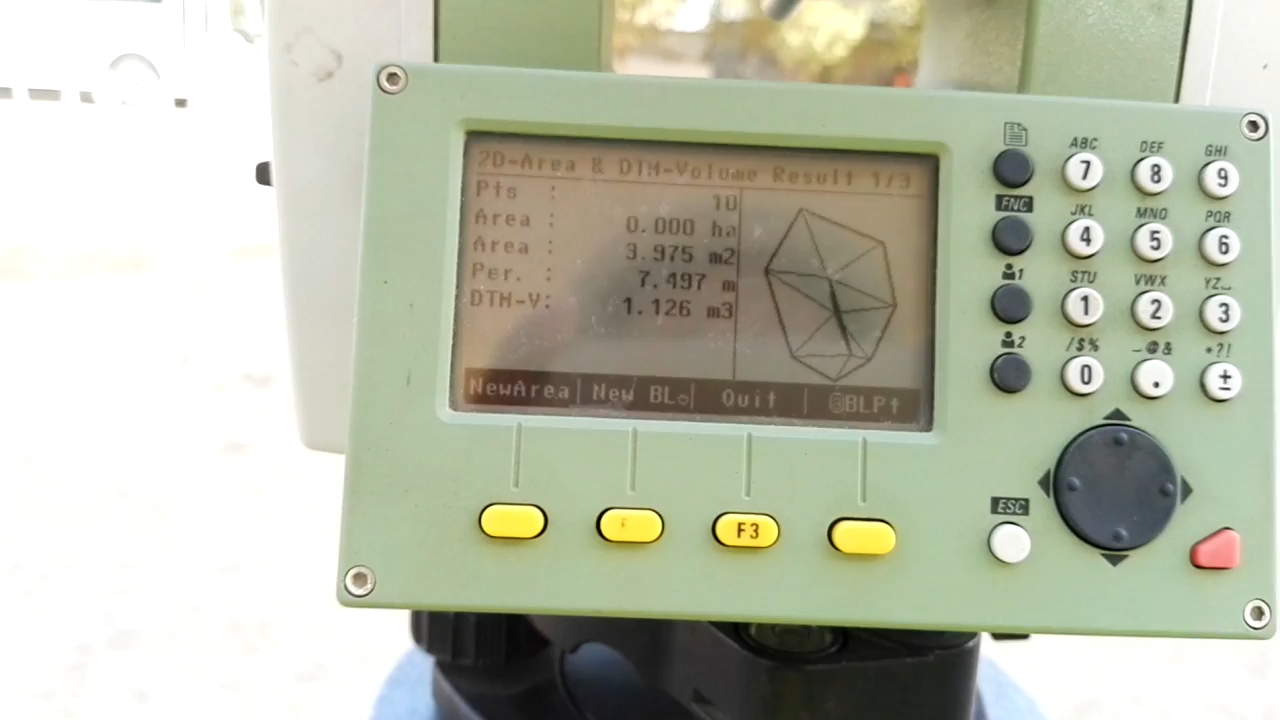 2D-Area & DTM-Volume Result 1/3
Pts : 10
Area : 0.000 ha
Area : 3.975 m2
Per. : 7.497 m
DTM-V: 1.126 m3
NewArea New BL Quit BLPt
F3
FNC
1
2
ESC
ABC DEF GHI
7 8 9
JKL MNO PQR
4 5 6
STU VWX YZ
1 2 3
/$% _@& *?!
0 . ±